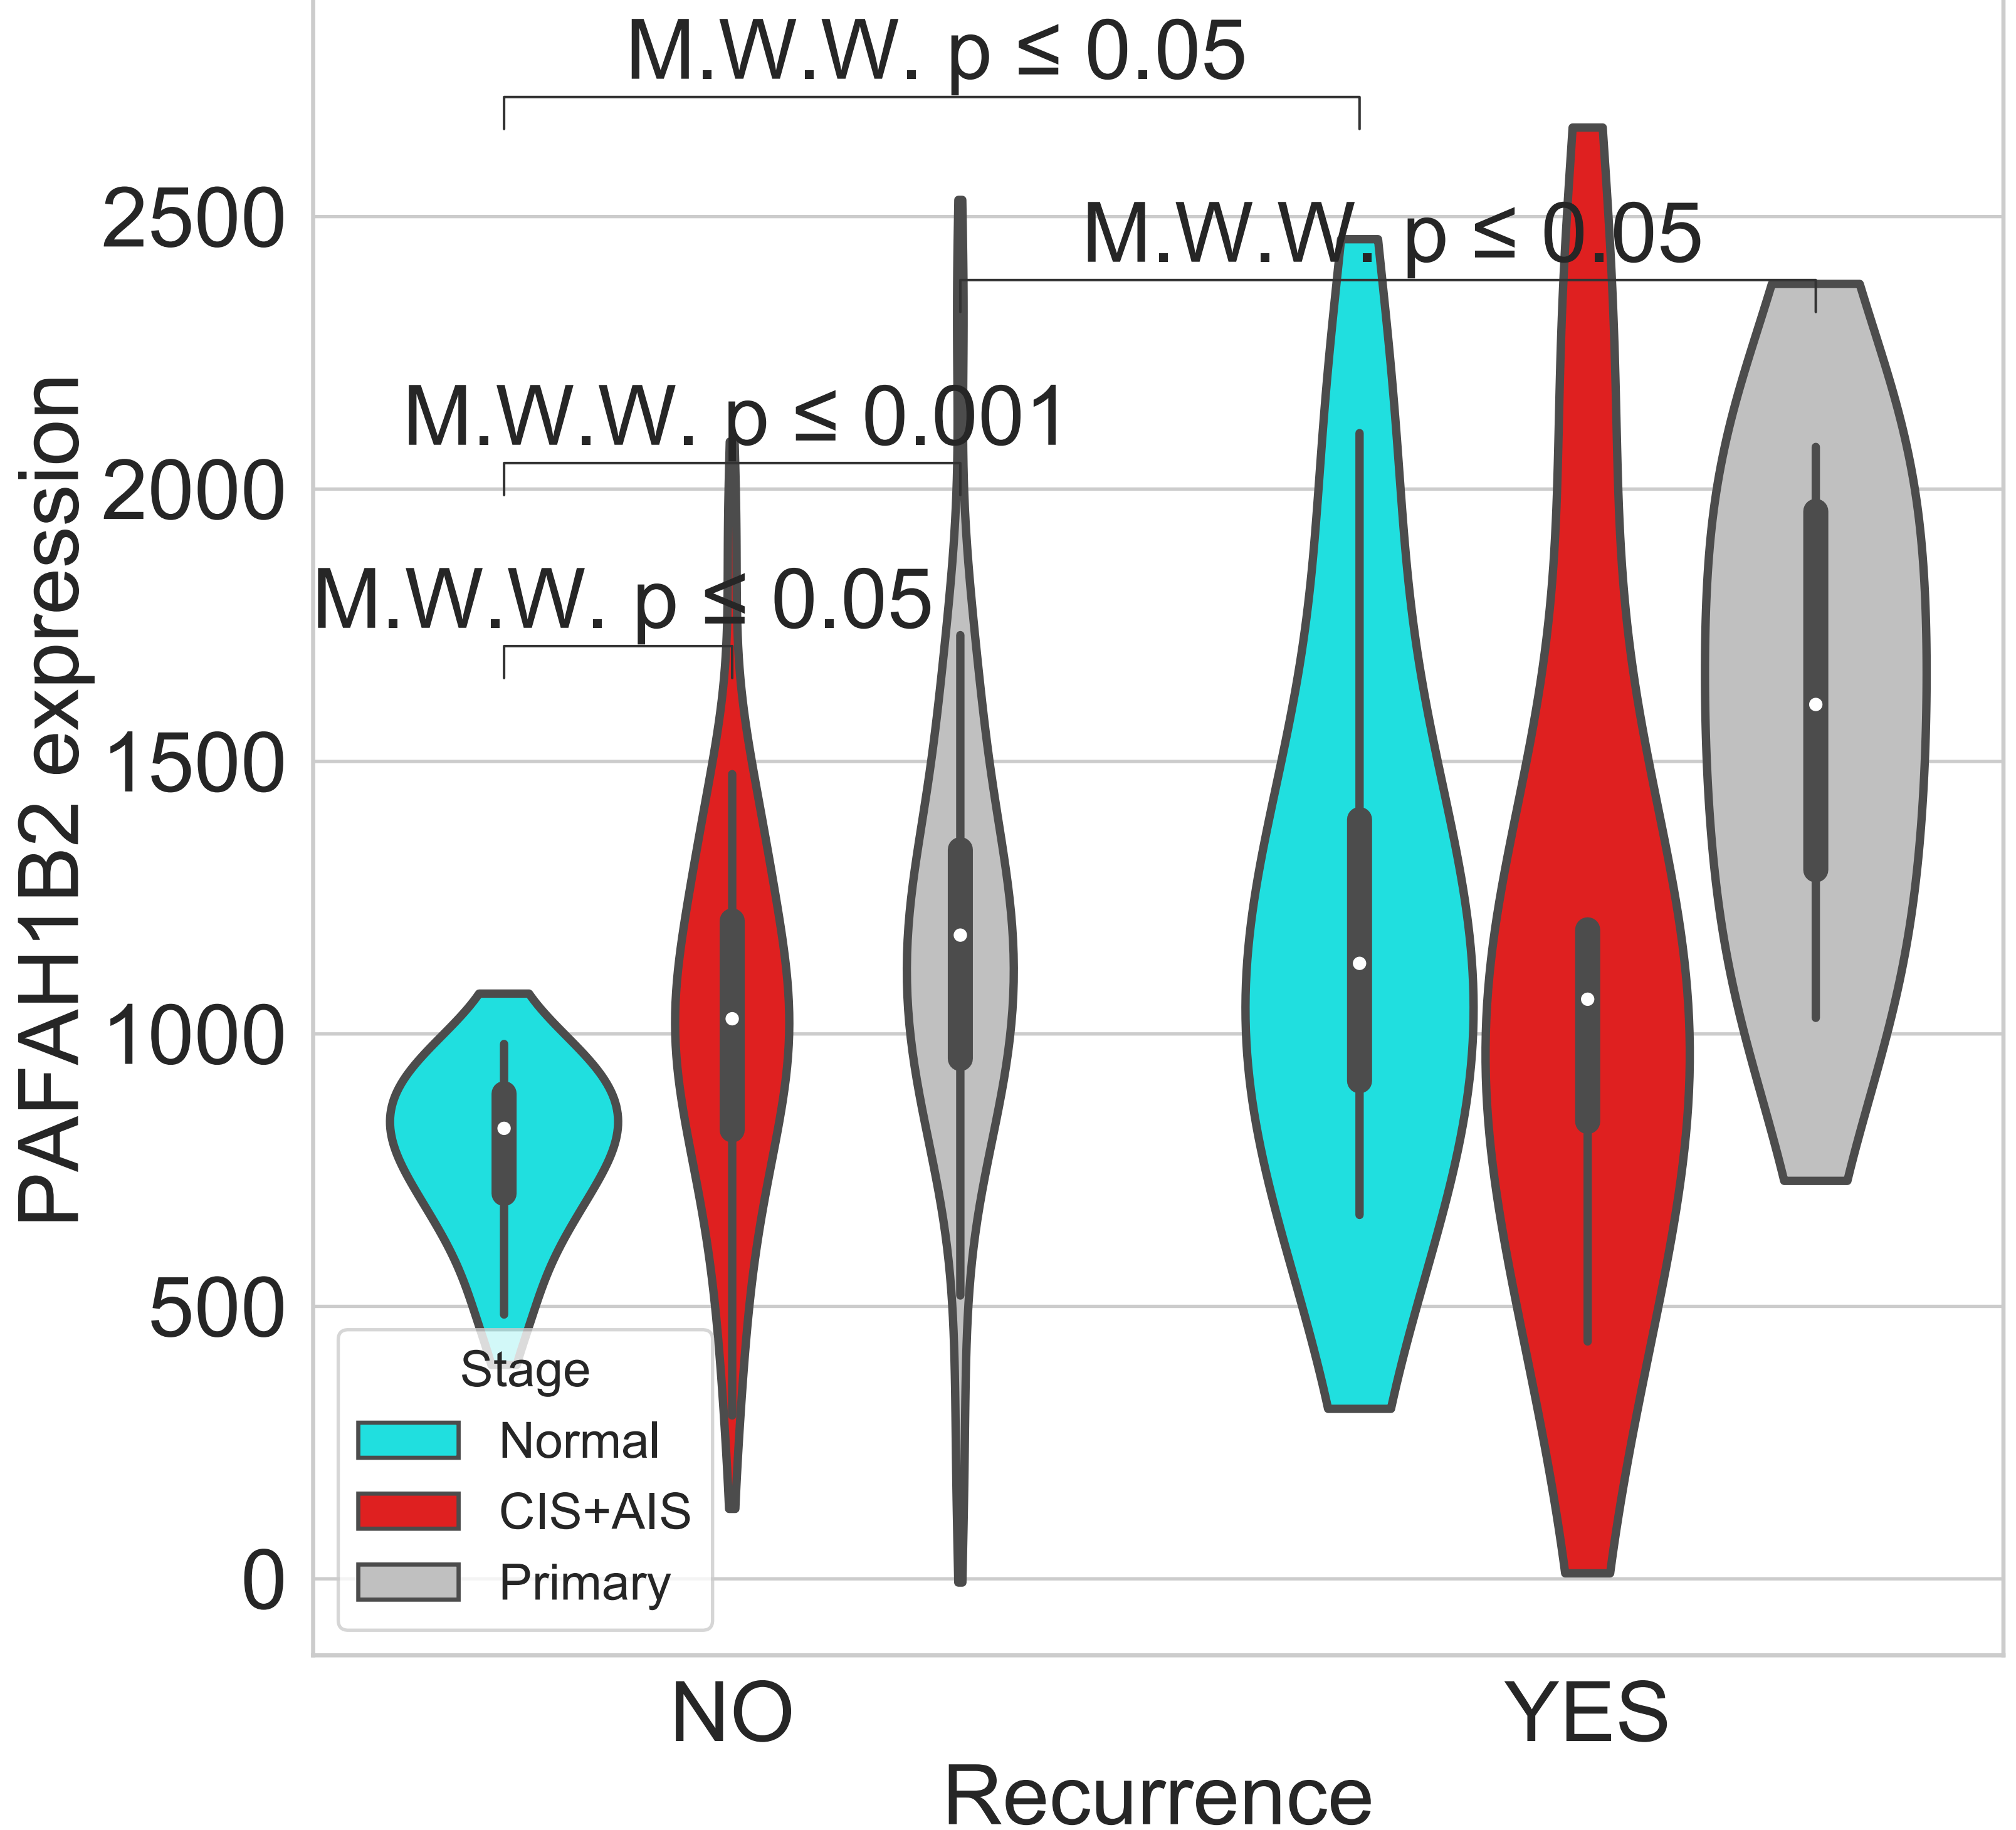 M.W.W. p ≤ 0.05
M.W.W. p ≤ 0.05
M.W.W. p ≤ 0.001
M.W.W. p ≤ 0.05
PAFAH1B2 expression
2500
2000
1500
1000
500
0
Stage
Normal
CIS+AIS
Primary
NO
YES
Recurrence